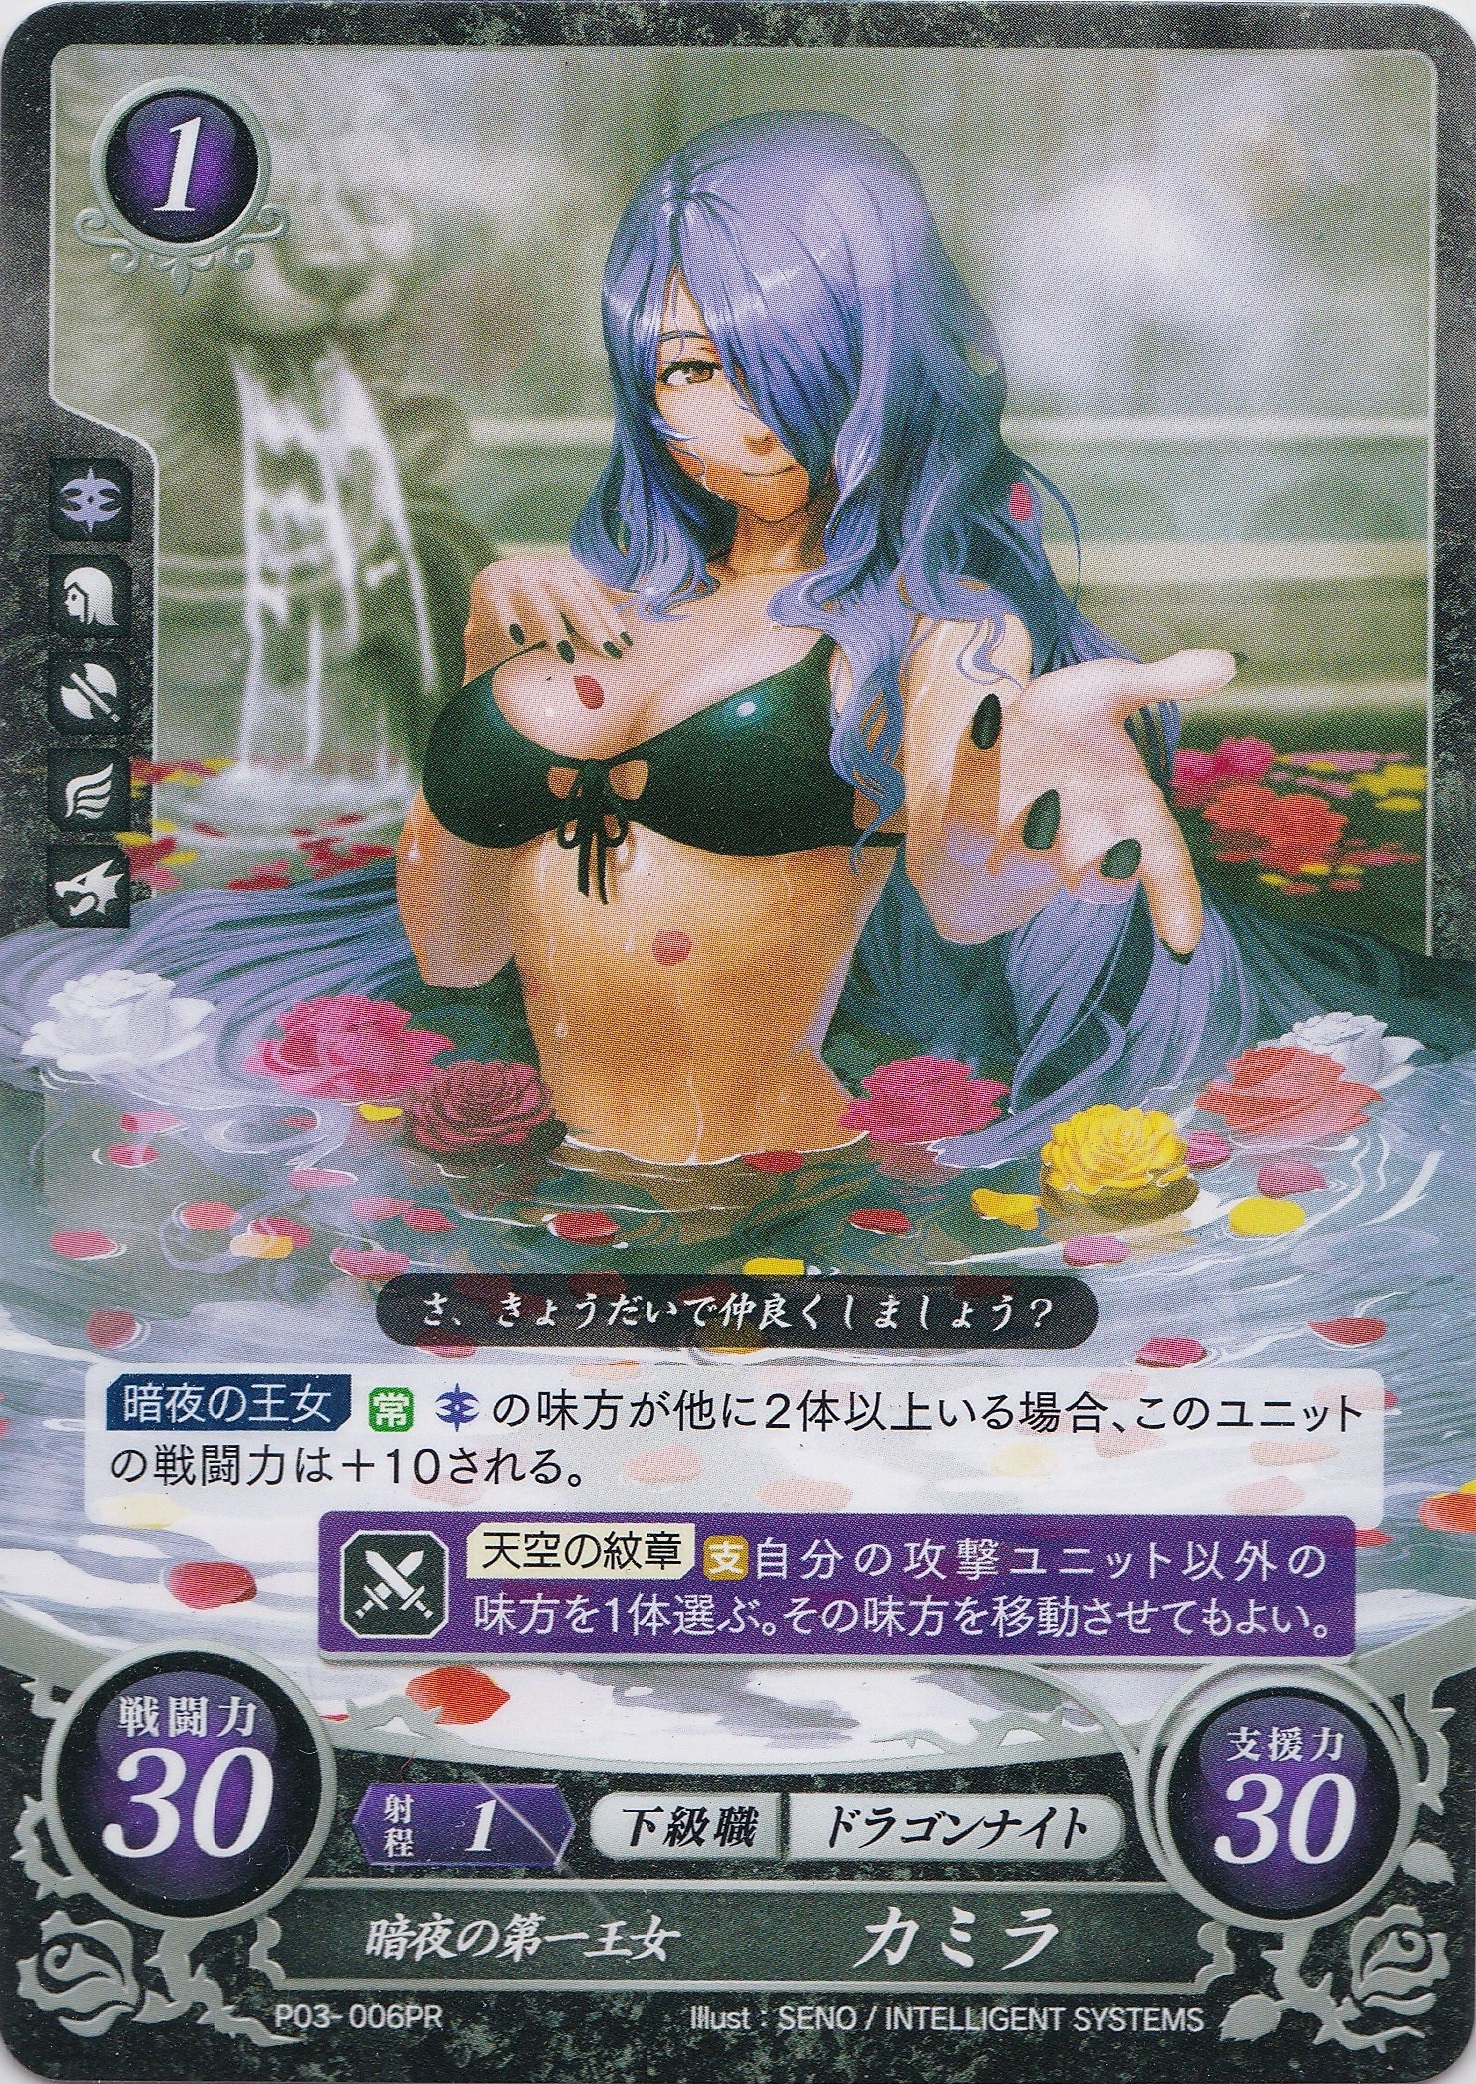 1
さ、きょうだいで仲良くしましょう？
暗夜の王女 常 の味方が他に2体以上いる場合、このユニット
の戦闘力は＋10される。
天空の紋章 支 自分の攻撃ユニット以外の
味方を1体選ぶ。その味方を移動させてもよい。
戦闘力
30
射程 1
下級職 ドラゴンナイト
支援力
30
暗夜の第一王女 カミラ
P03-006PR
Illust : SENO / INTELLIGENT SYSTEMS